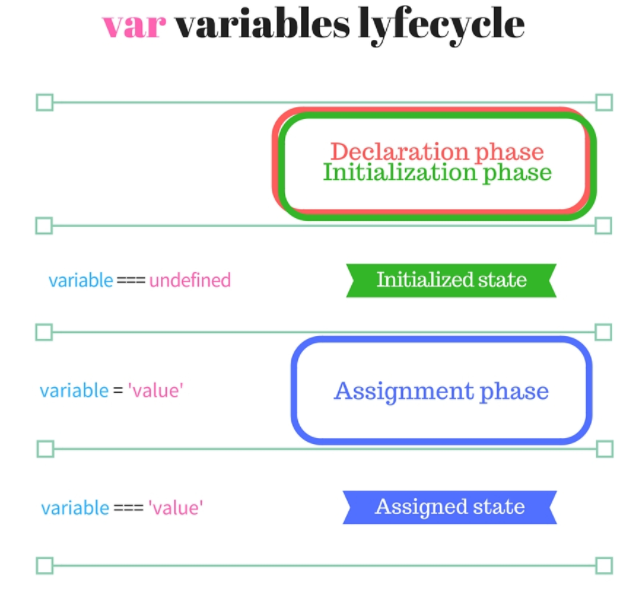 var variables lyfecycle
Declaration phase
Initialization phase
variable === undefined
Initialized state
variable = 'value'
Assignment phase
variable === 'value'
Assigned state